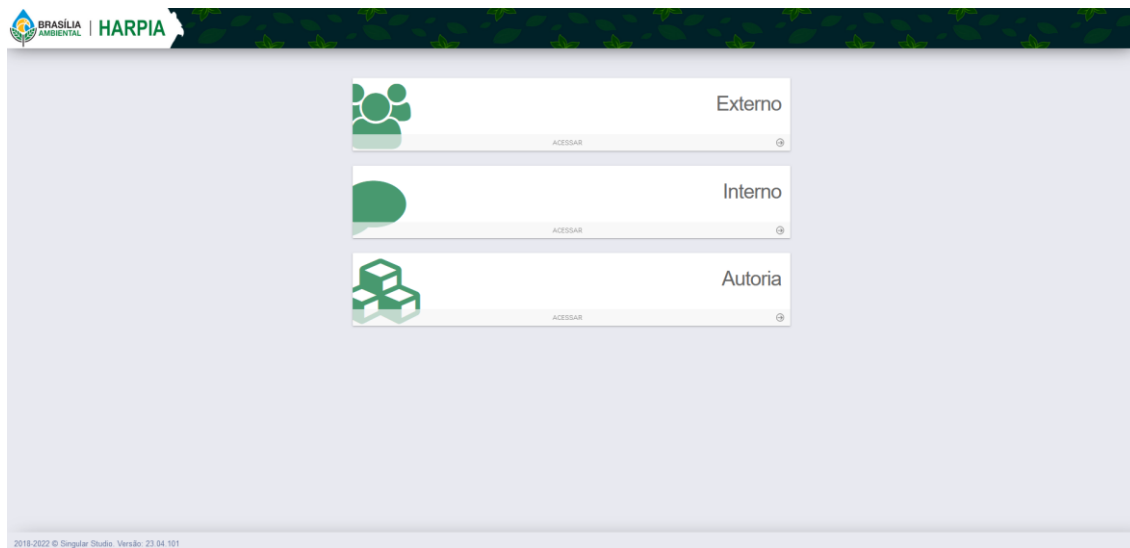 BRASÍLIA
AMBIENTAL | HARPIA
Externo
ACESSAR
Interno
ACESSAR
Autoria
ACESSAR
2018-2022 © Singular Studio. Versão: 23.04.101